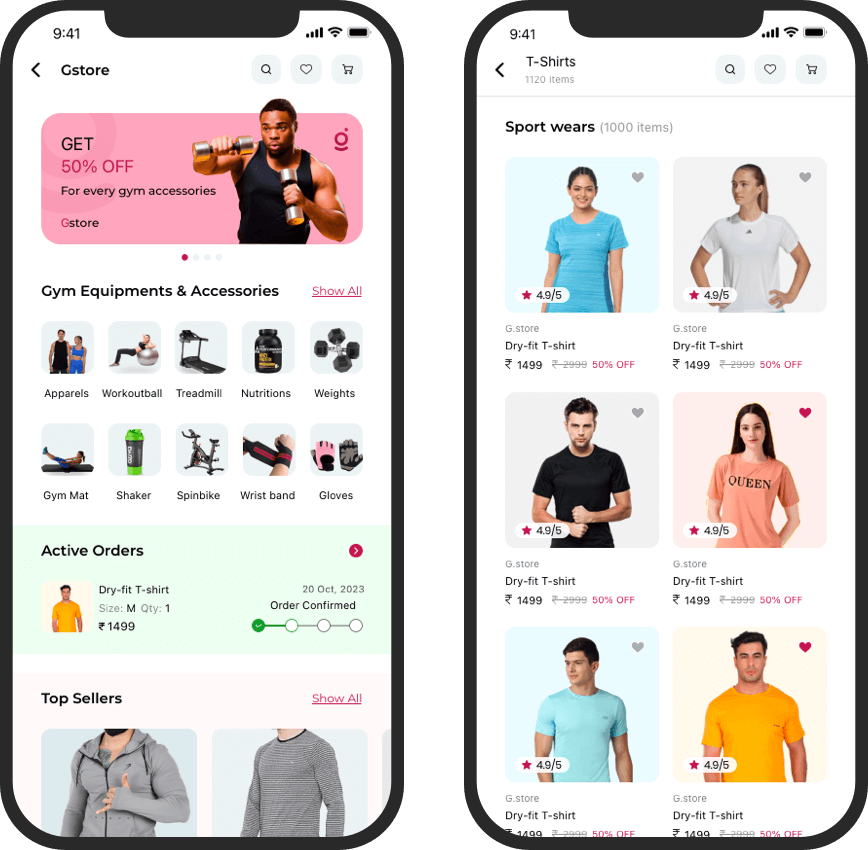 9:41
Gstore
GET
50% OFF
For every gym accessories
Gstore
g
Gym Equipments & Accessories
Show All
Apparels
Workoutball
Treadmill
Nutritions
Weights
Gym Mat
Shaker
Spinbike
Wrist band
Gloves
Active Orders
Dry-fit T-shirt
20 Oct, 2023
Size: M Qty: 1
Order Confirmed
₹ 1499
Top Sellers
Show All
9:41
T-Shirts
1120 items
Sport wears (1000 items)
4.9/5
4.9/5
G.store
G.store
Dry-fit T-shirt
Dry-fit T-shirt
₹ 1499 ₹ 2999 50% OFF
₹ 1499 ₹ 2999 50% OFF
QUEEN
4.9/5
4.9/5
G.store
G.store
Dry-fit T-shirt
Dry-fit T-shirt
₹ 1499 ₹ 2999 50% OFF
₹ 1499 ₹ 2999 50% OFF
4.9/5
4.9/5
G.store
G.store
Dry-fit T-shirt
Dry-fit T-shirt
₹ 1499 ₹ 2999 50% OFF
₹ 1499 ₹ 2999 50% OFF